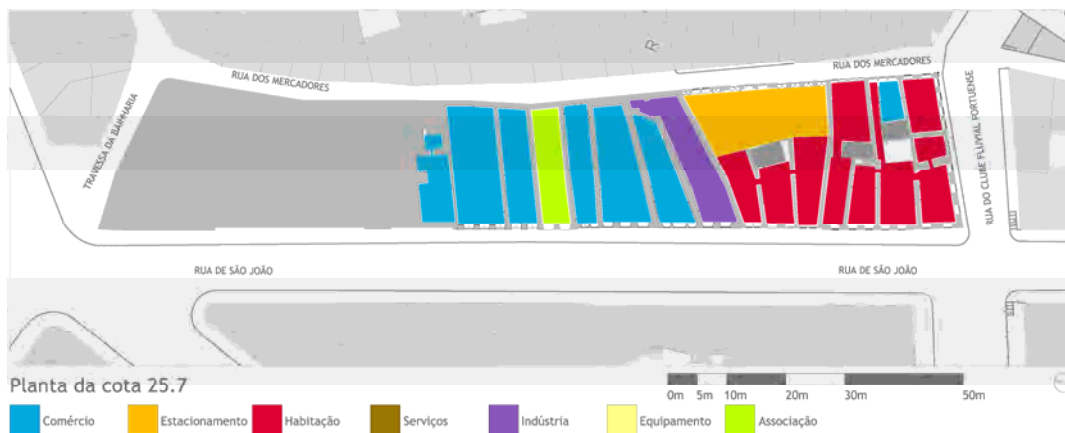 R
RUA DOS MERCADORES
RUA DOS MERCADORES
TRAVESSA DA BAINHARIA
RUA DO CLUBE FLUVIAL PORTUENSE
RUA DE SÃO JOÃO
RUA DE SÃO JOÃO
Planta da cota 25.7
0m 5m 10m 20m 30m 50m
Comércio Estacionamento Habitação Serviços Indústria Equipamento Associação